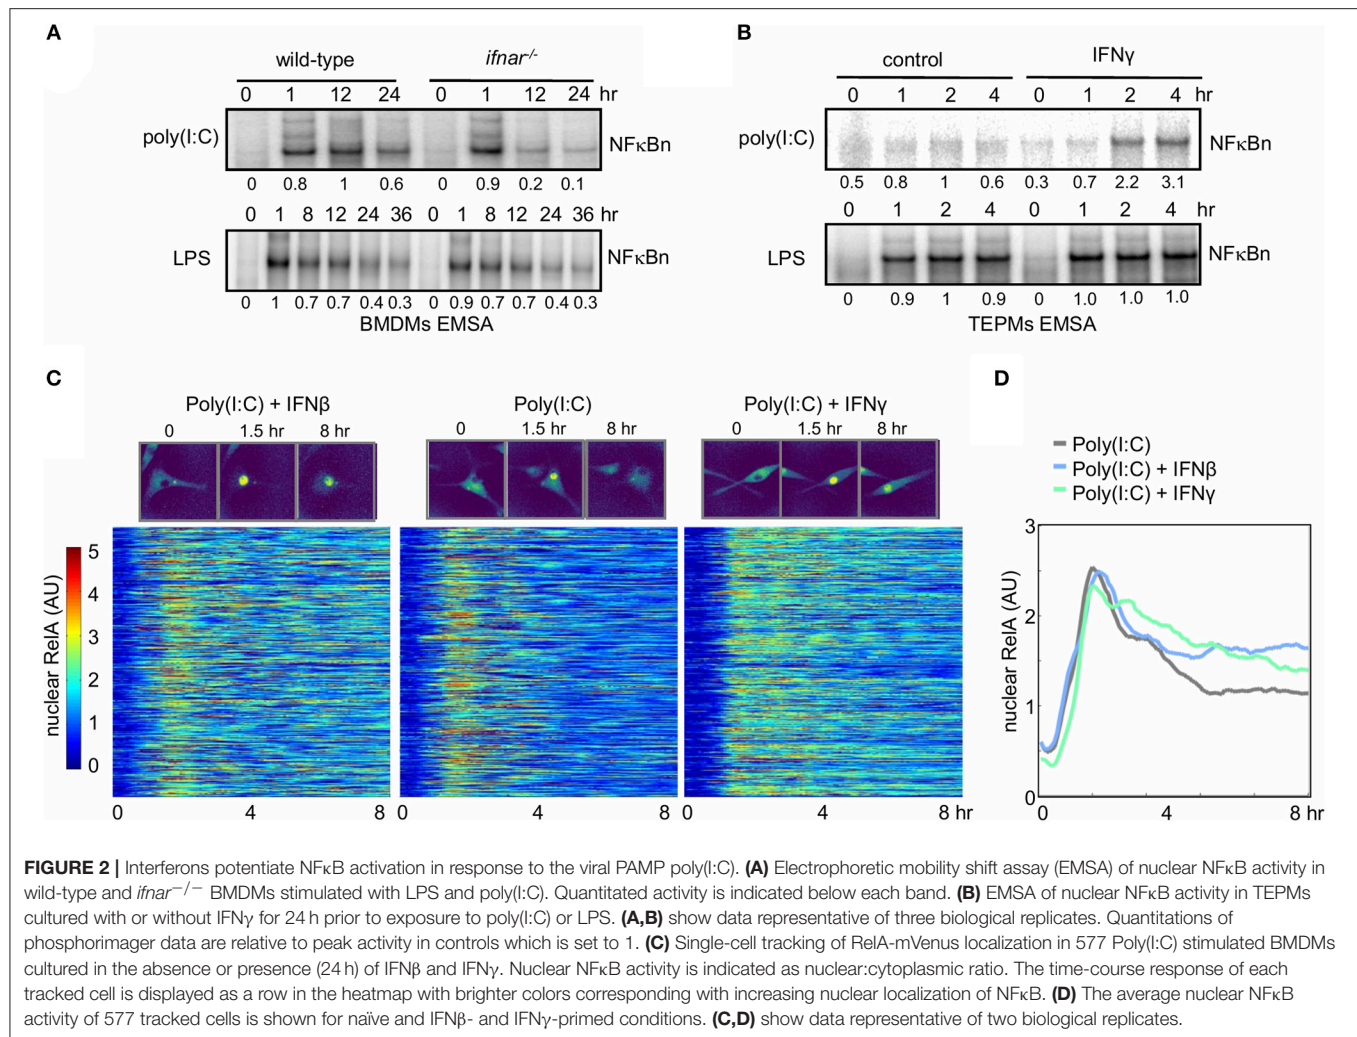 A
wild-type ifnar-/-
0 1 12 24 0 1 12 24 hr
poly(I:C) NFκBn
0 0.8 1 0.6 0 0.9 0.2 0.1
0 1 8 12 24 36 0 1 8 12 24 36 hr
LPS NFκBn
0 1 0.7 0.7 0.4 0.3 0 0.9 0.7 0.7 0.4 0.3
BMDMs EMSA
B
control IFNγ
0 1 2 4 0 1 2 4 hr
poly(I:C) NFκBn
0.5 0.8 1 0.6 0.3 0.7 2.2 3.1
0 1 2 4 0 1 2 4 hr
LPS NFκBn
0 0.9 1 0.9 0 1.0 1.0 1.0
TEPMs EMSA
C
Poly(I:C) + IFNβ Poly(I:C) Poly(I:C) + IFNγ
0 1.5 hr 8 hr 0 1.5 hr 8 hr 0 1.5 hr 8 hr
nuclear RelA (AU)
5
4
3
2
1
0
0 4 8 0 4 8 0 4 8 hr
D
Poly(I:C)
Poly(I:C) + IFNβ
Poly(I:C) + IFNγ
nuclear RelA (AU)
3
2
1
0
0 4 8 hr
FIGURE 2 | Interferons potentiate NFκB activation in response to the viral PAMP poly(I:C). (A) Electrophoretic mobility shift assay (EMSA) of nuclear NFκB activity in
wild-type and ifnar−/− BMDMs stimulated with LPS and poly(I:C). Quantitated activity is indicated below each band. (B) EMSA of nuclear NFκB activity in TEPMs
cultured with or without IFNγ for 24 h prior to exposure to poly(I:C) or LPS. (A,B) show data representative of three biological replicates. Quantitations of
phosphorimager data are relative to peak activity in controls which is set to 1. (C) Single-cell tracking of RelA-mVenus localization in 577 Poly(I:C) stimulated BMDMs
cultured in the absence or presence (24 h) of IFNβ and IFNγ. Nuclear NFκB activity is indicated as nuclear:cytoplasmic ratio. The time-course response of each
tracked cell is displayed as a row in the heatmap with brighter colors corresponding with increasing nuclear localization of NFκB. (D) The average nuclear NFκB
activity of 577 tracked cells is shown for naïve and IFNβ- and IFNγ-primed conditions. (C,D) show data representative of two biological replicates.